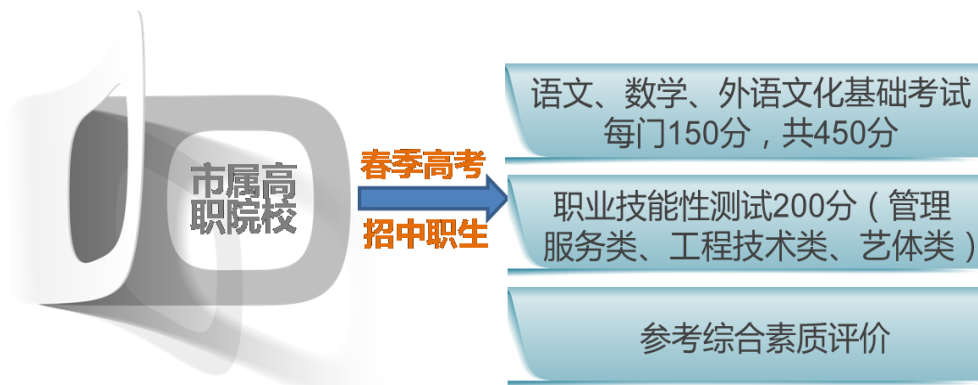 市属高
职院校
春季高考
招中职生
语文、数学、外语文化基础考试
每门150分，共450分
职业技能性测试200分（管理
服务类、工程技术类、艺体类）
参考综合素质评价